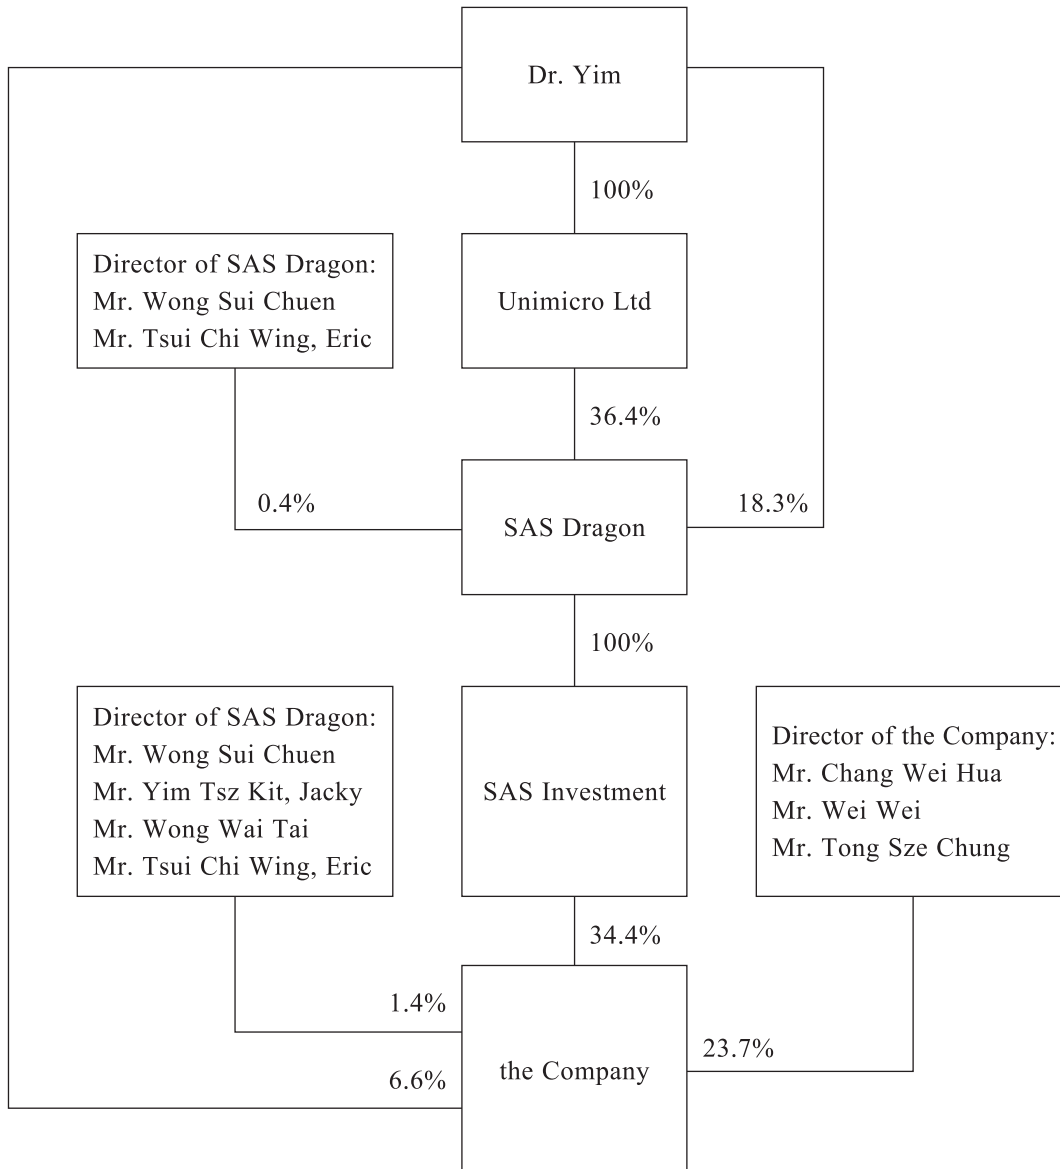 Dr. Yim
100%
Director of SAS Dragon:
Mr. Wong Sui Chuen
Mr. Tsui Chi Wing, Eric
Unimicro Ltd
36.4%
0.4%
SAS Dragon
18.3%
100%
Director of SAS Dragon:
Mr. Wong Sui Chuen
Mr. Yim Tsz Kit, Jacky
Mr. Wong Wai Tai
Mr. Tsui Chi Wing, Eric
SAS Investment
Director of the Company:
Mr. Chang Wei Hua
Mr. Wei Wei
Mr. Tong Sze Chung
34.4%
1.4%
23.7%
6.6%
the Company